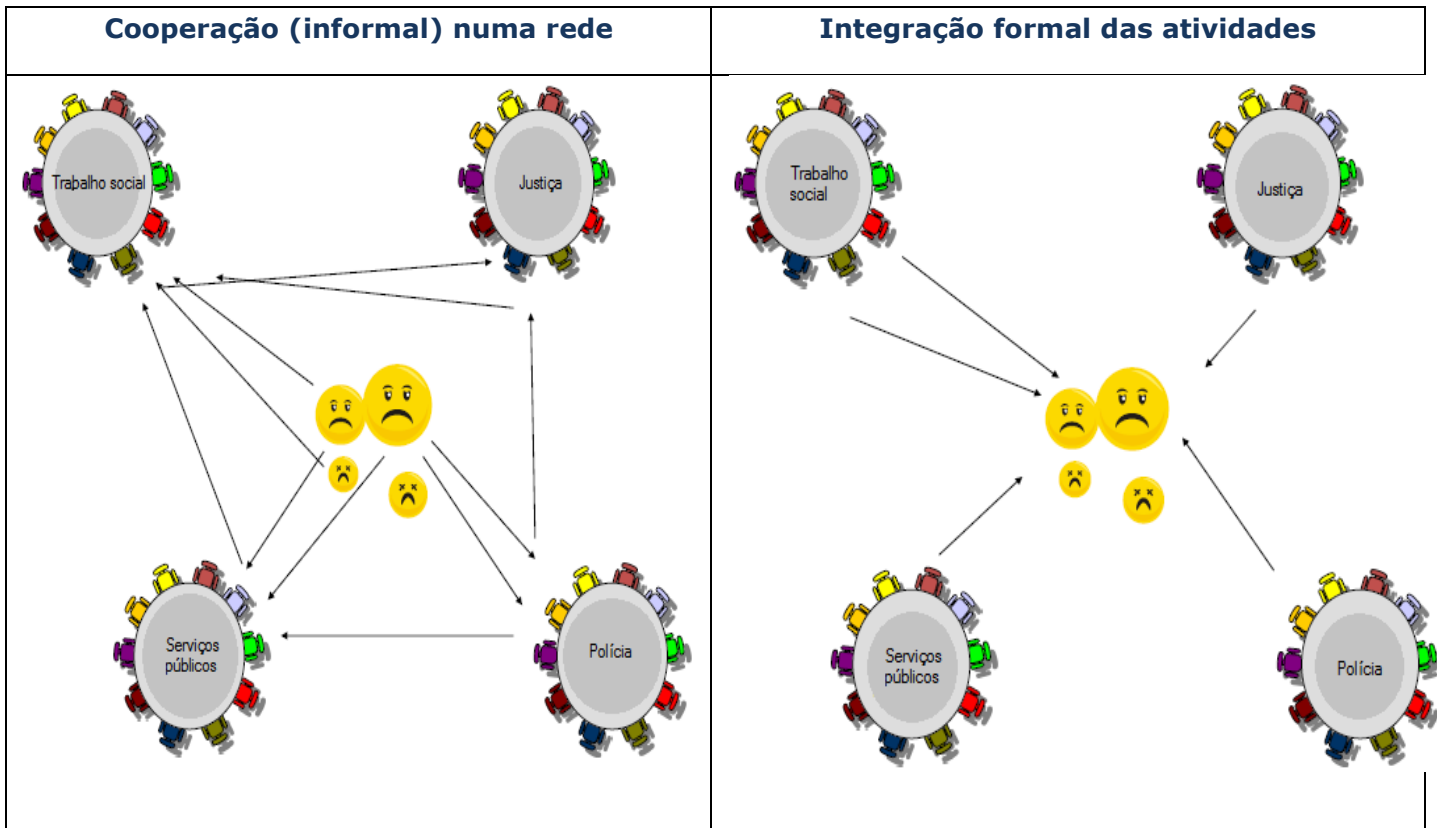 Cooperação (informal) numa rede
Integração formal das atividades
Trabalho social
Justiça
Serviços
públicos
Polícia
Trabalho
social
Justiça
Serviços
públicos
Polícia